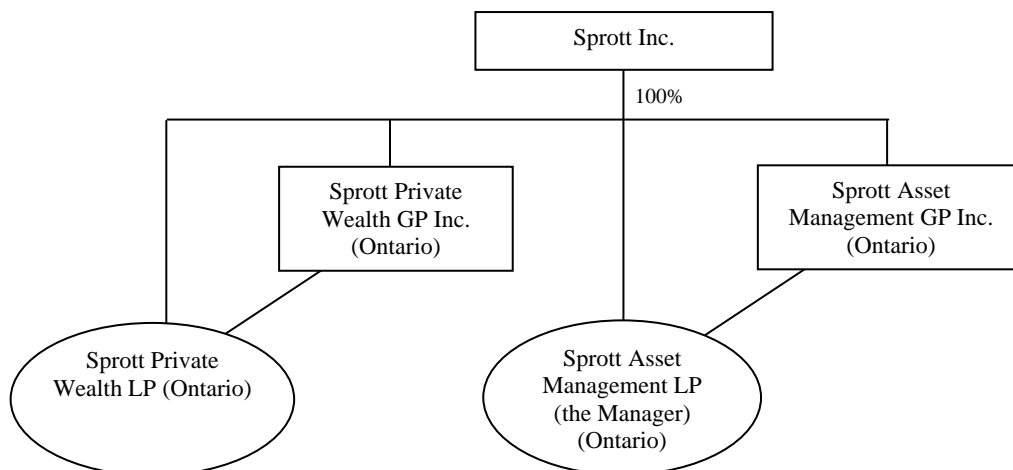 Sprott Inc.
100%
Sprott Private
Wealth GP Inc.
(Ontario)
Sprott Asset
Management GP Inc.
(Ontario)
Sprott Private
Wealth LP (Ontario)
Sprott Asset
Management LP
(the Manager)
(Ontario)